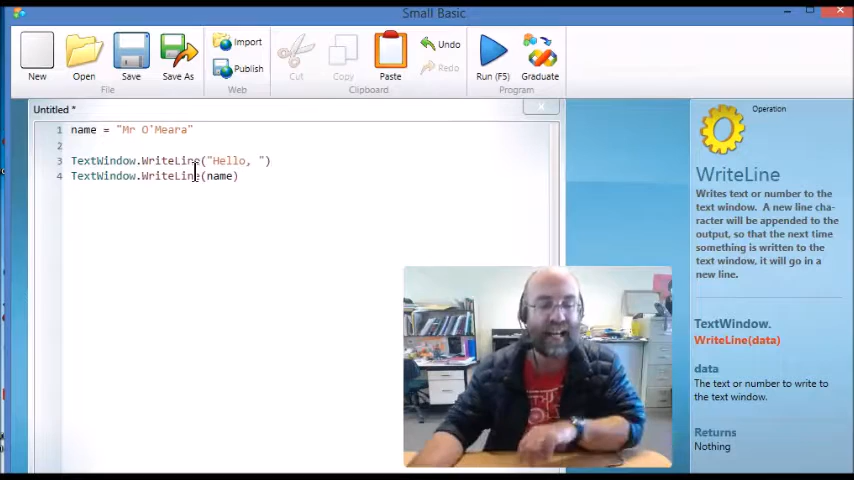 Small Basic
New
Open
Save
Save As
Import
Publish
Cut
Copy
Paste
Undo
Redo
Run (F5)
Graduate
File
Web
Clipboard
Program
Untitled *
1 name = "Mr O'Meara"
2
3 TextWindow.WriteLine("Hello, ")
4 TextWindow.WriteLine(name)
Operation
WriteLine
Writes text or number to the
text window. A new line cha-
racter will be appended to the
output, so that the next time
something is written to the
text window, it will go in a
new line.
TextWindow.
WriteLine(data)
data
The text or number to write to
the text window.
Returns
Nothing